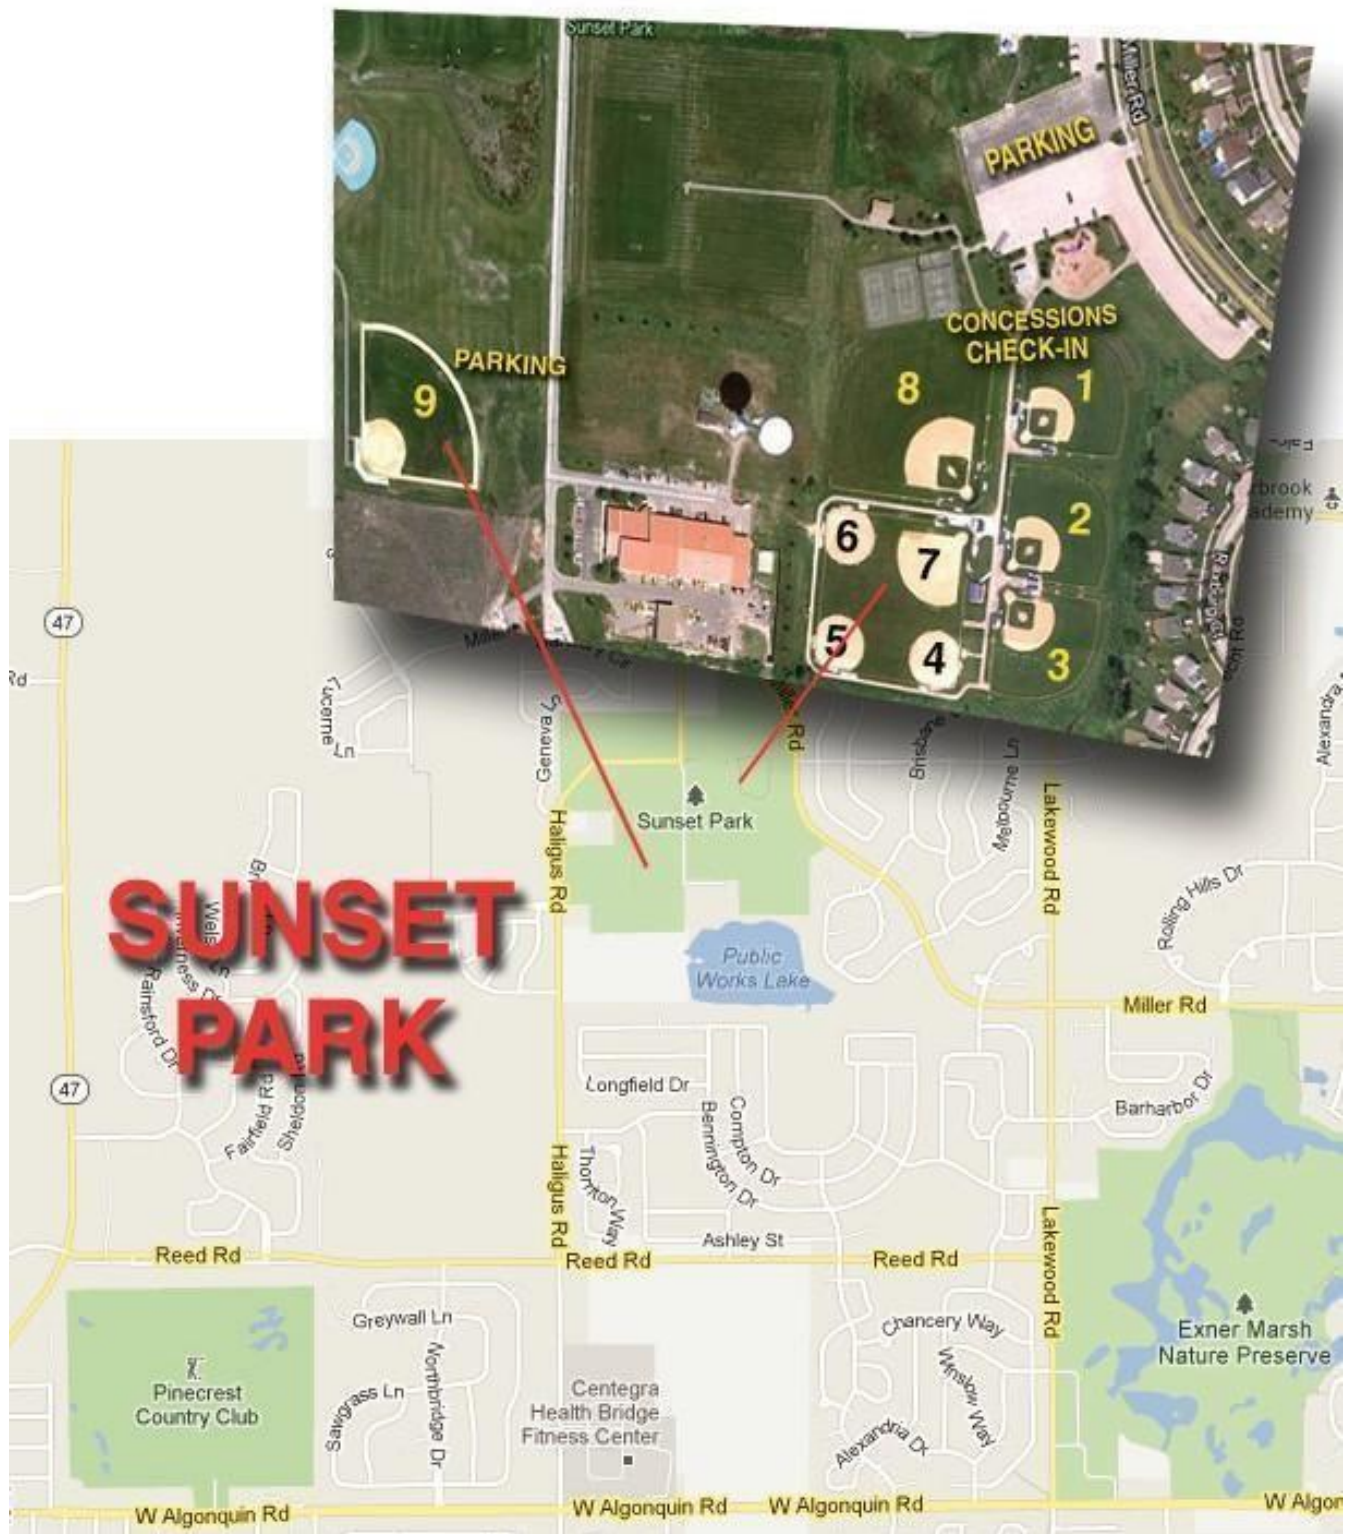 Sunset Park
Miller Rd
PARKING
CONCESSIONS
CHECK-IN
PARKING
9
8
1
2
6
7
5
4
3
47
Rd
Lucerne Ln
Geneva Ln
Rd
Brisbane
Melbourne Ln
Alexandra
Lakewood Rd
Haligus Rd
Sunset Park
Rolling Hills Dr
SUNSET
PARK
Inverness Dr
Rainsford Dr
Fairfield Rd
Public
Works Lake
Miller Rd
47
Longfield Dr
Compton Dr
Bennington Dr
Barharbor Dr
Haligus Rd
Thornton Way
Ashley St
Lakewood Rd
Reed Rd
Reed Rd
Reed Rd
Greywall Ln
Northbridge Dr
Sawgrass Ln
Pinecrest
Country Club
Centegra
Health Bridge
Fitness Center
Chancery Way
Winslow Way
Alexandria Dr
Exner Marsh
Nature Preserve
W Algonquin Rd
W Algonquin Rd
W Algonquin Rd
W Algon